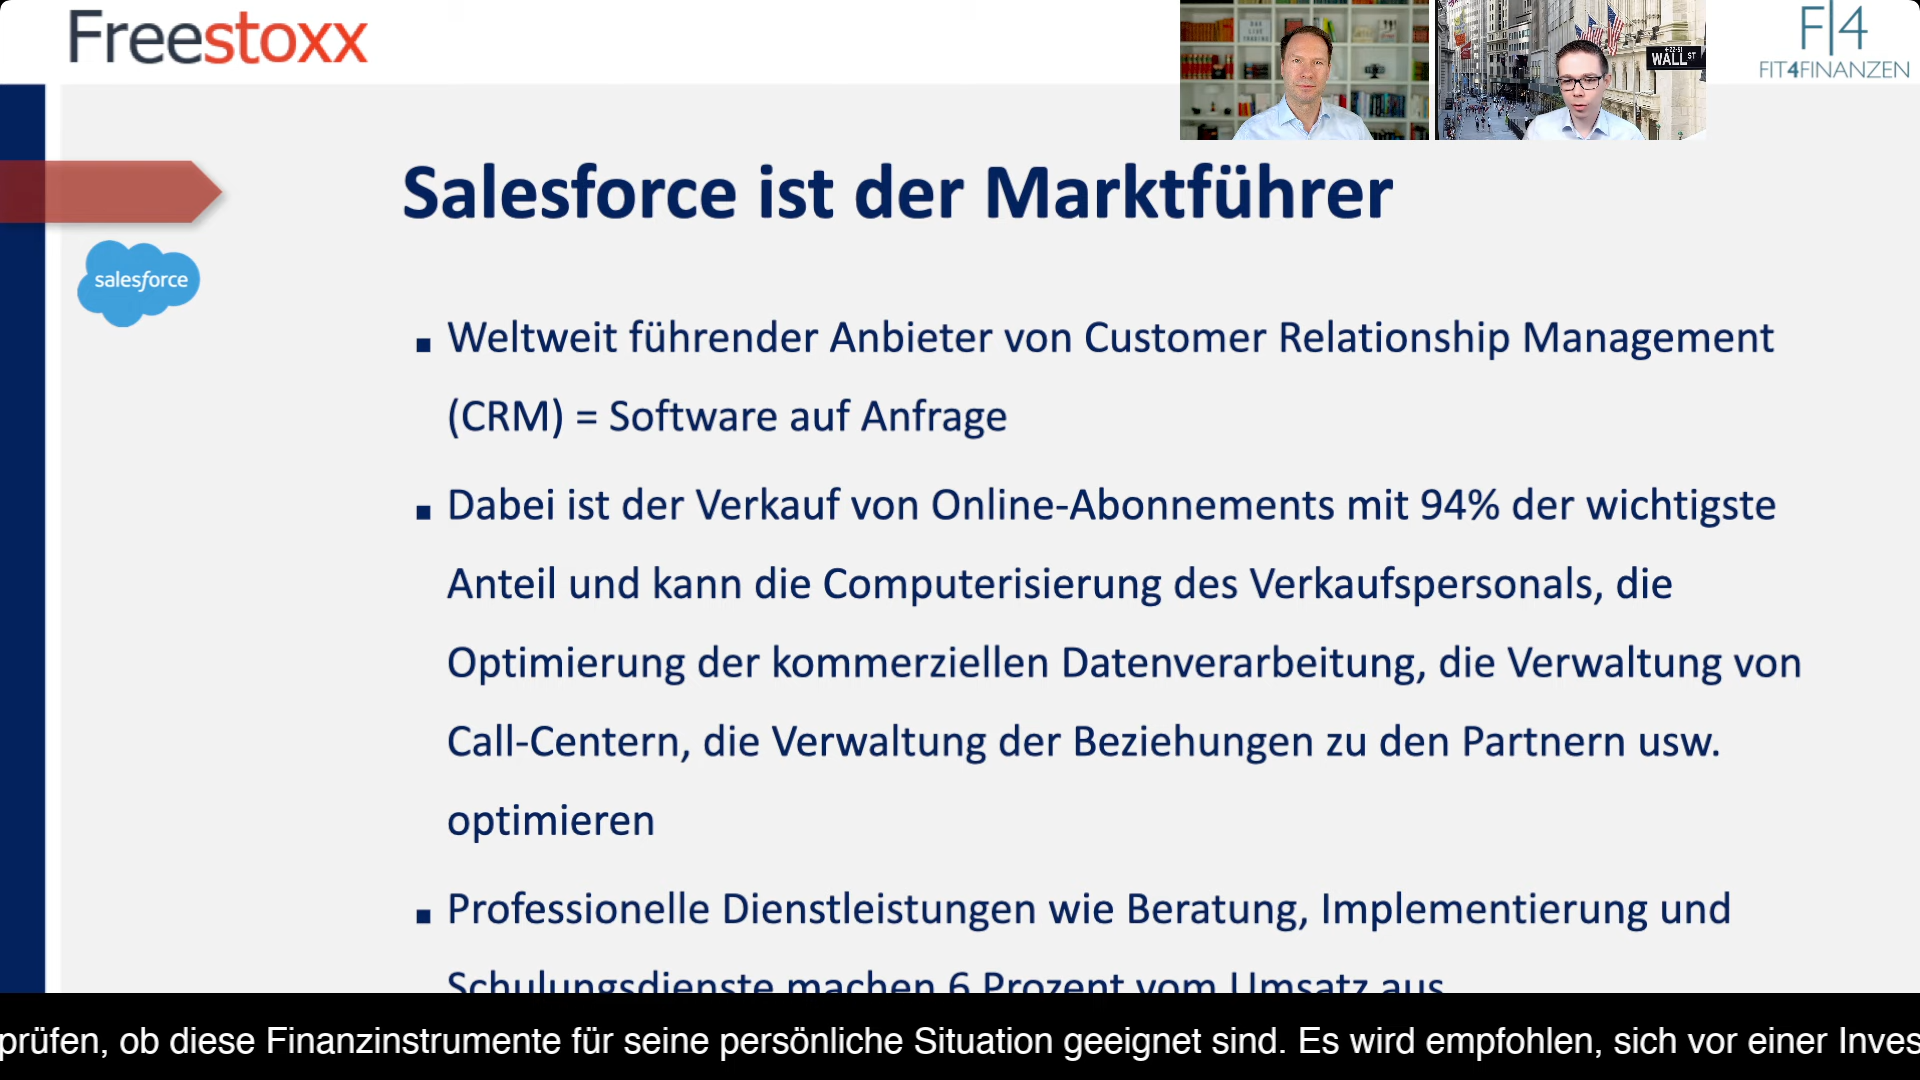 Freestoxx
F|4
FIT4FINANZEN
WALL ST
Salesforce ist der Marktführer
salesforce
▪ Weltweit führender Anbieter von Customer Relationship Management
(CRM) = Software auf Anfrage
▪ Dabei ist der Verkauf von Online-Abonnements mit 94% der wichtigste
Anteil und kann die Computerisierung des Verkaufspersonals, die
Optimierung der kommerziellen Datenverarbeitung, die Verwaltung von
Call-Centern, die Verwaltung der Beziehungen zu den Partnern usw.
optimieren
▪ Professionelle Dienstleistungen wie Beratung, Implementierung und
Schulungsdienste machen 6 Prozent vom Umsatz aus
prüfen, ob diese Finanzinstrumente für seine persönliche Situation geeignet sind. Es wird empfohlen, sich vor einer Inves